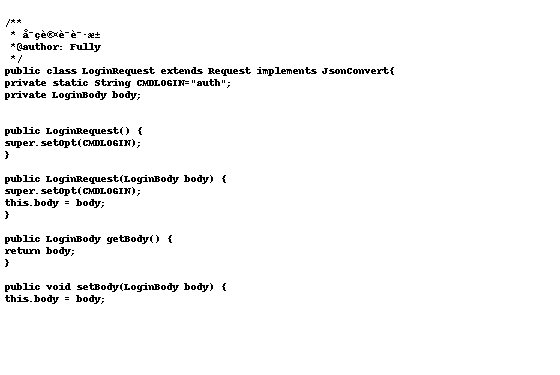 /**
* å¯çè®¤è¯è¯·æ±
*@author: Fully
*/
public class LoginRequest extends Request implements JsonConvert{
private static String CMDLOGIN="auth";
private LoginBody body;
public LoginRequest() {
super.setOpt(CMDLOGIN);
}
public LoginRequest(LoginBody body) {
super.setOpt(CMDLOGIN);
this.body = body;
}
public LoginBody getBody() {
return body;
}
public void setBody(LoginBody body) {
this.body = body;